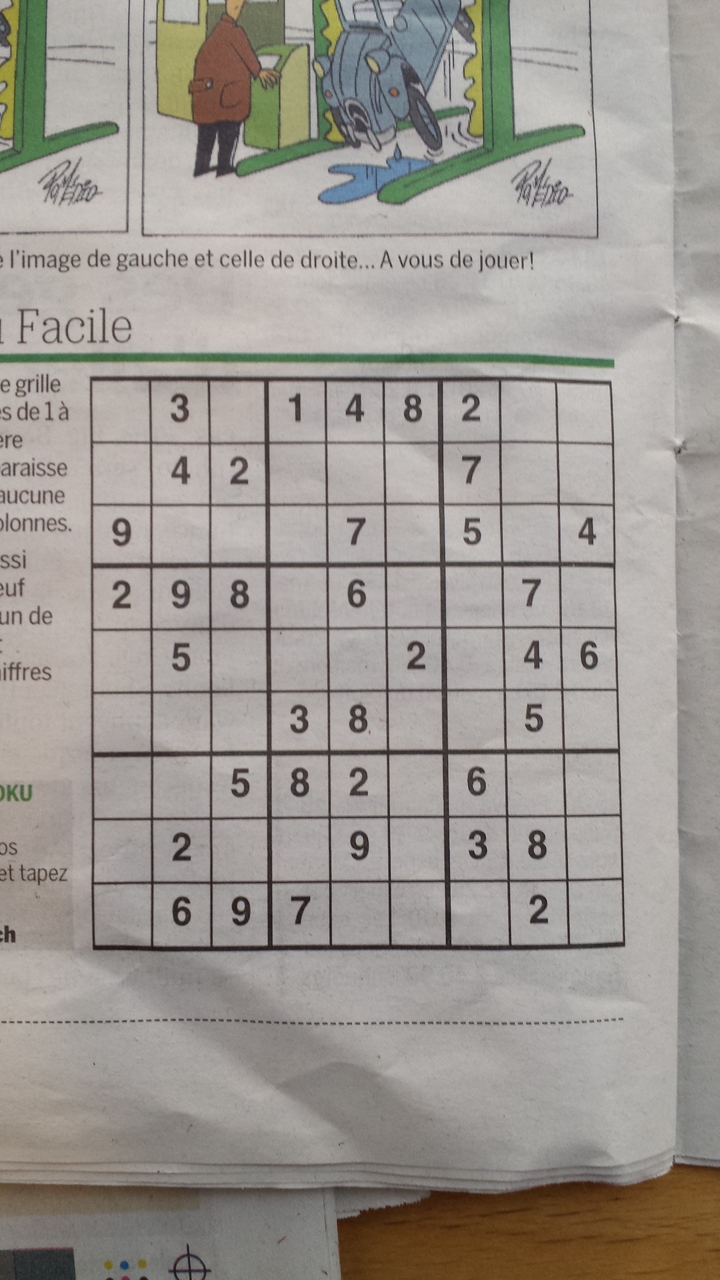 e l'image de gauche et celle de droite... A vous de jouer!
Facile
e grille
es de 1 à
ère
paraisse
aucune
olonnes.
ssi
euf
un de
t
iffres
OKU
os
et tapez
ch
3 1 4 8 2
4 2 7
9 7 5 4
2 9 8 6 7
5 2 4 6
3 8 5
5 8 2 6
2 9 3 8
6 9 7 2